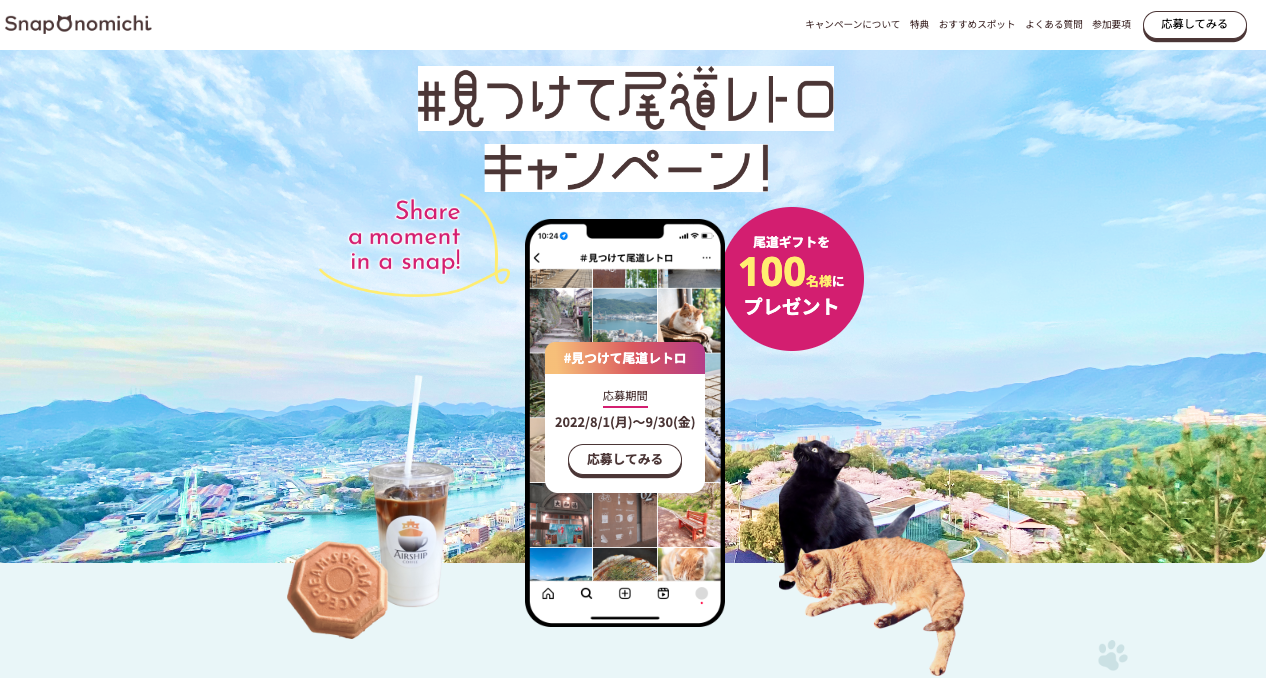 SnapOnomichi
キャンペーンについて 特典 おすすめスポット よくある質問 参加要項 応募してみる
#見つけて尾道レトロ
キャンペーン!
Share
a moment
in a snap!
尾道ギフトを
100名様に
プレゼント
10:24
#見つけて尾道レトロ
#見つけて尾道レトロ
応募期間
2022/8/1(月)〜9/30(金)
応募してみる
AIRSHIP
ICECREAM SPECIAL